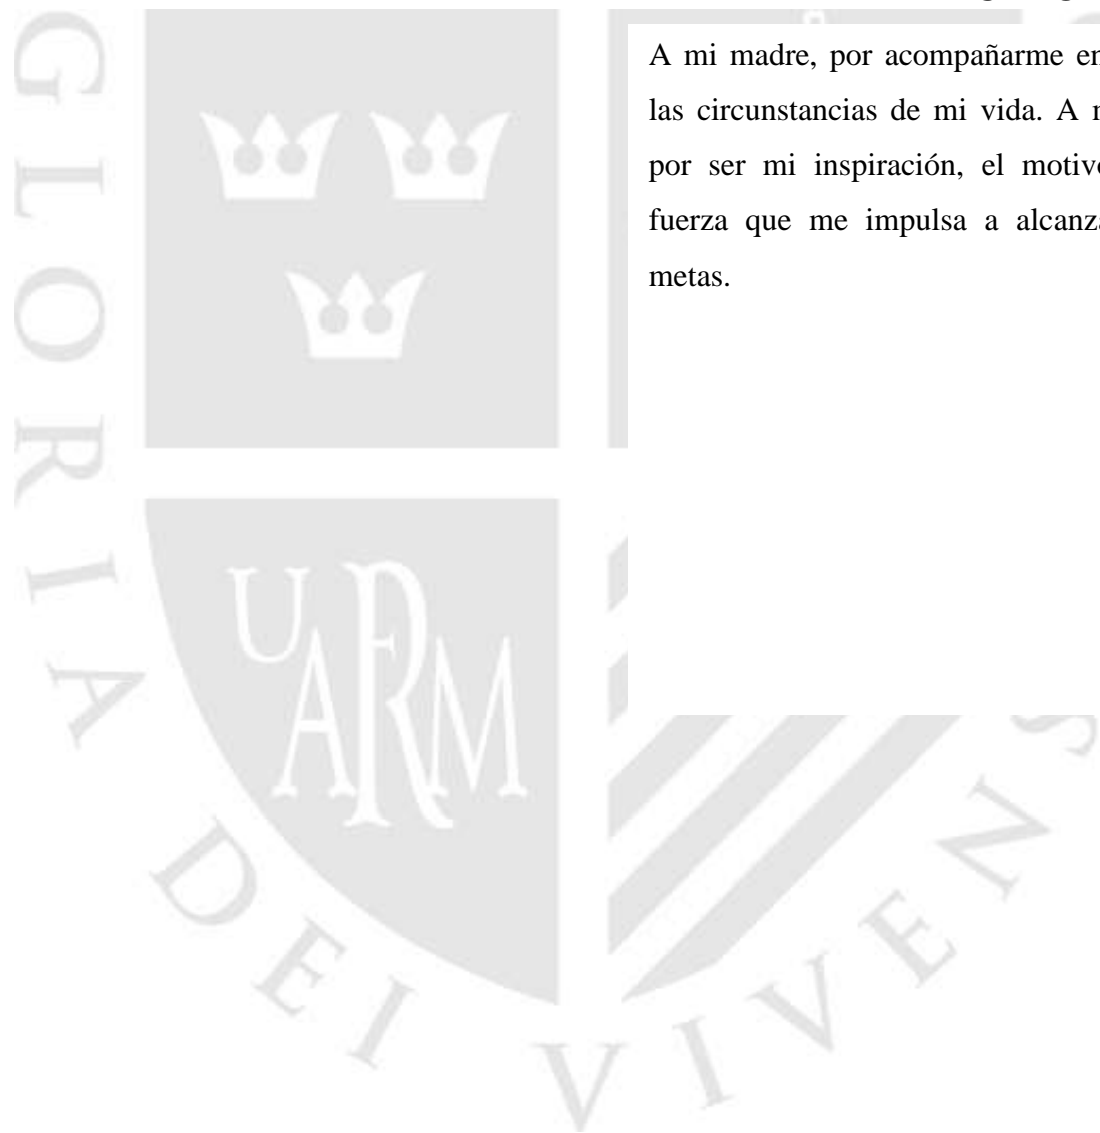 A mi madre, por acompañarme en
las circunstancias de mi vida. A
por ser mi inspiración, el motivo
fuerza que me impulsa a
metas.
GLORIA DEI VIVENS
UARM